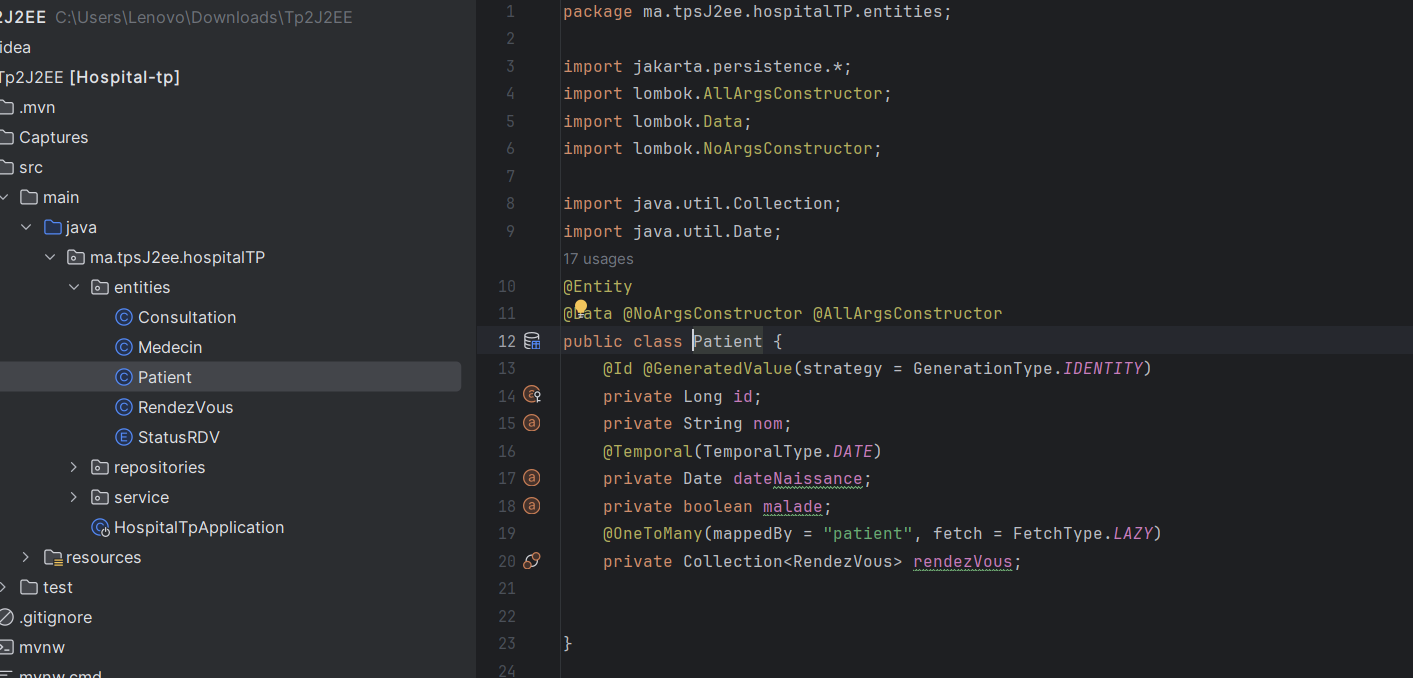 2J2EE C:\Users\Lenovo\Downloads\Tp2J2EE
idea
Tp2J2EE [Hospital-tp]
.mvn
Captures
src
main
java
ma.tpsJ2ee.hospitalTP
entities
Consultation
Medecin
Patient
RendezVous
StatusRDV
repositories
service
HospitalTpApplication
resources
test
.gitignore
mvnw
mvnw.cmd
1 package ma.tpsJ2ee.hospitalTP.entities;
2
3 import jakarta.persistence.*;
4 import lombok.AllArgsConstructor;
5 import lombok.Data;
6 import lombok.NoArgsConstructor;
7
8 import java.util.Collection;
9 import java.util.Date;
17 usages
10 @Entity
11 @Data @NoArgsConstructor @AllArgsConstructor
12 public class Patient {
13 @Id @GeneratedValue(strategy = GenerationType.IDENTITY)
14 private Long id;
15 private String nom;
16 @Temporal(TemporalType.DATE)
17 private Date dateNaissance;
18 private boolean malade;
19 @OneToMany(mappedBy = "patient", fetch = FetchType.LAZY)
20 private Collection<RendezVous> rendezVous;
21
22
23 }
24